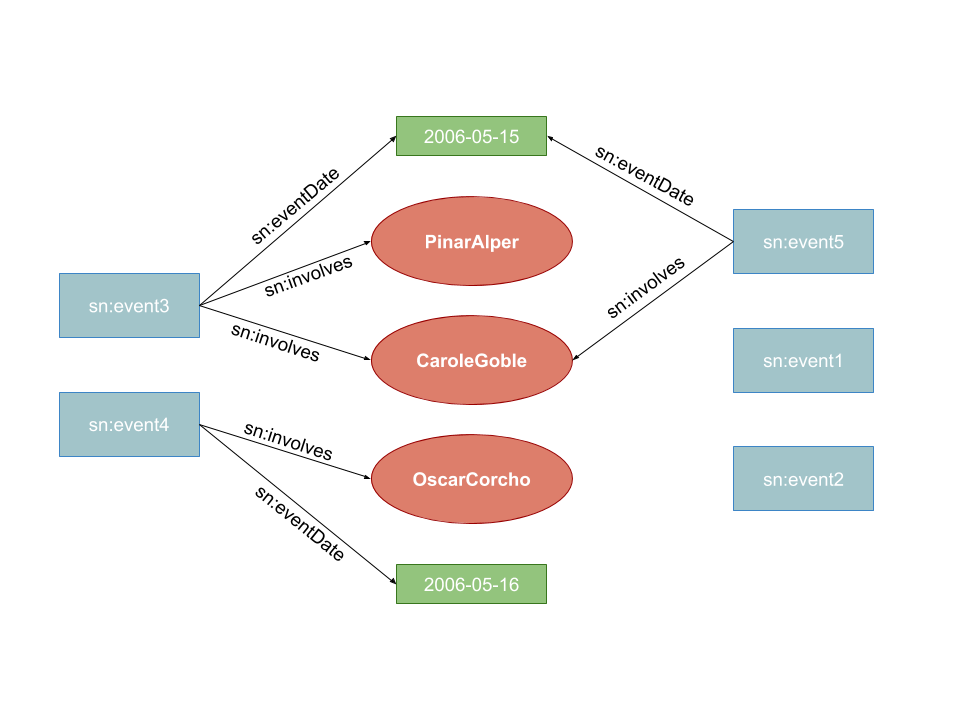 2006-05-15
sn:eventDate
sn:eventDate
PinarAlper
sn:event5
sn:involves
sn:involves
sn:event3
sn:involves
CaroleGoble
sn:event1
sn:event4
sn:involves
OscarCorcho
sn:event2
sn:eventDate
2006-05-16